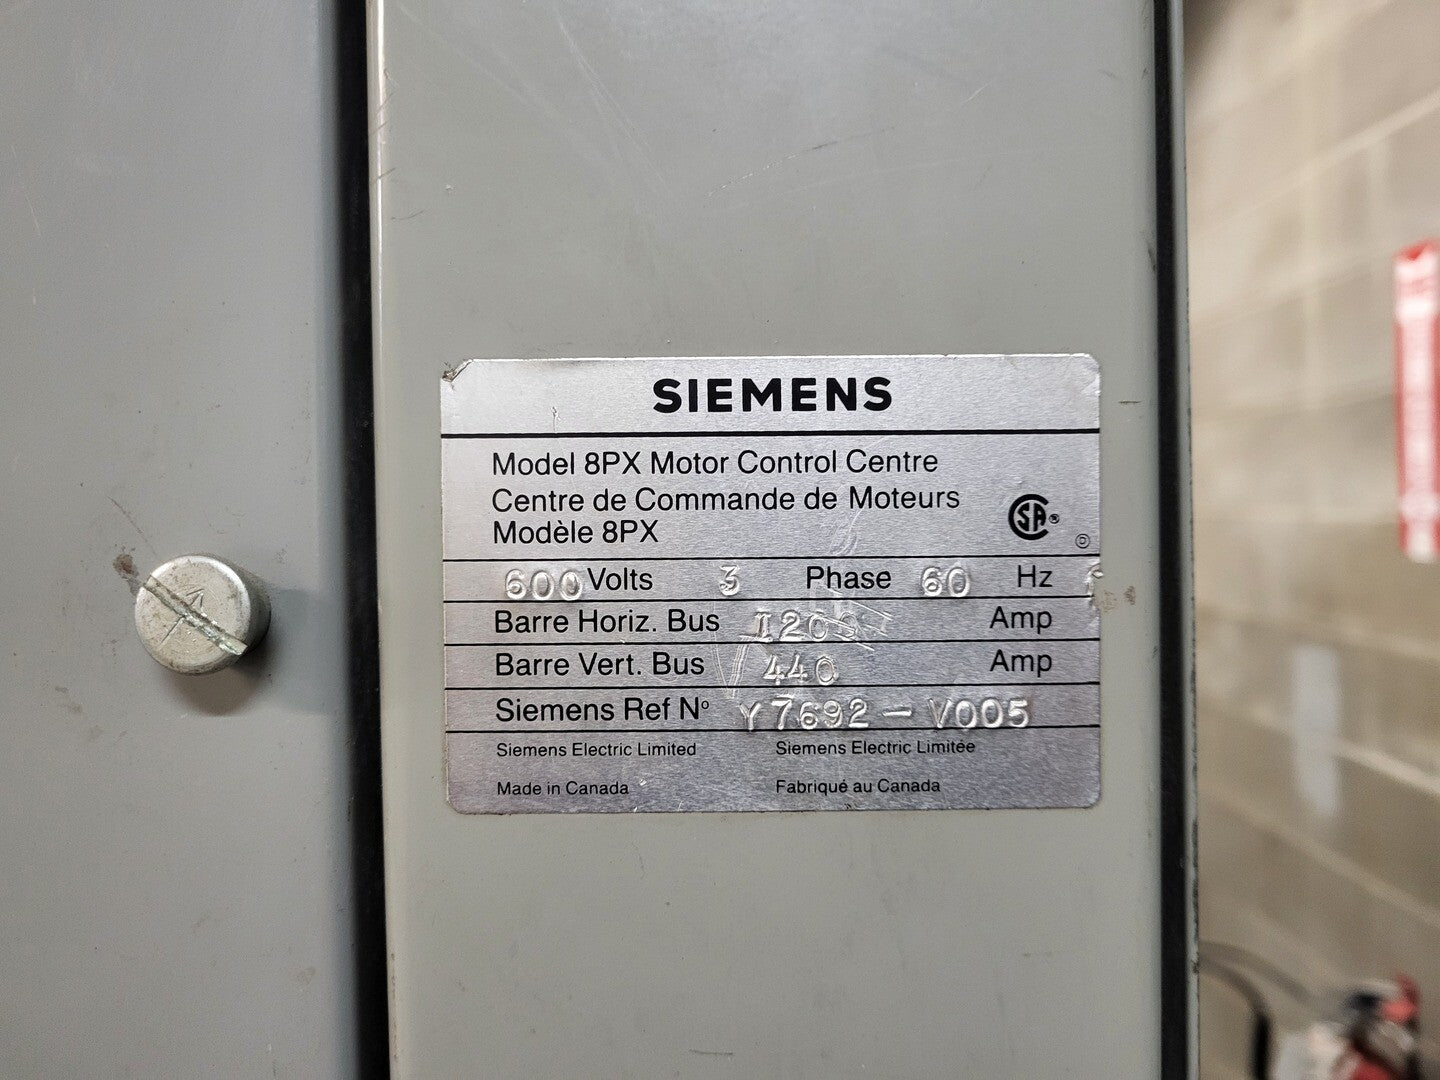 SIEMENS
Model 8PX Motor Control Centre
Centre de Commande de Moteurs
Modèle 8PX
SA®
600 Volts 3 Phase 60 Hz
Barre Horiz. Bus 1200 Amp
Barre Vert. Bus 440 Amp
Siemens Ref Nº Y7692-V005
Siemens Electric Limited Siemens Electric Limitée
Made in Canada Fabriqué au Canada